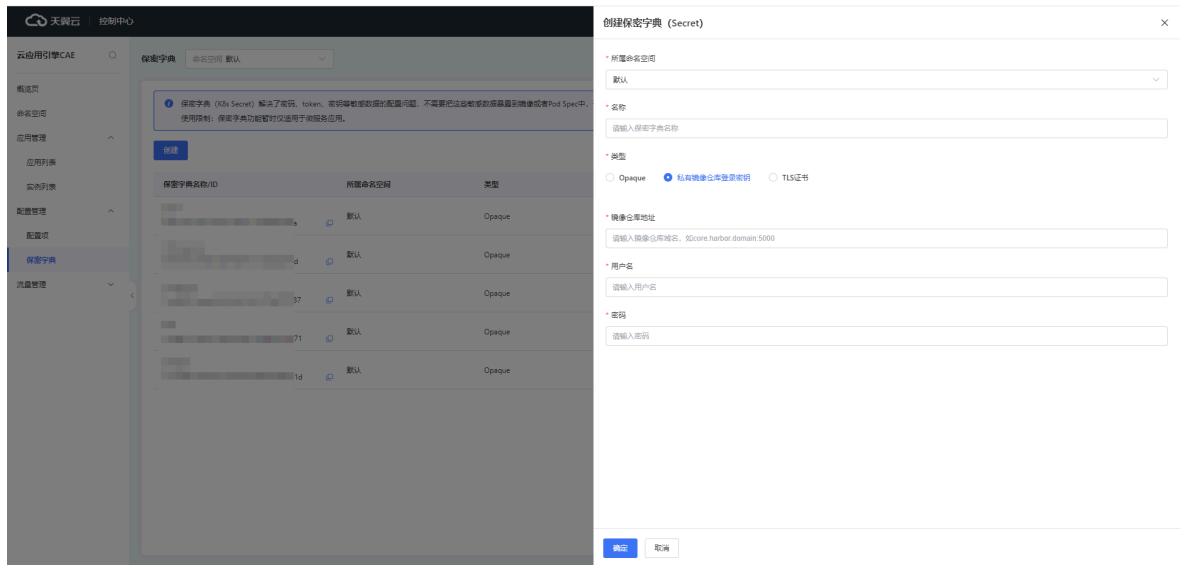 天翼云 控制中心
云应用引擎CAE
概览页
命名空间
应用管理
应用列表
实例列表
配置管理
配置项
保密字典
流量管理
保密字典 命名空间 默认
保密字典 (K8s Secret) 解决了密码、token、密钥等敏感数据的配置问题,不需要把这些敏感数据暴露到镜像或者Pod Spec中。
使用限制:保密字典功能暂时仅适用于微服务应用。
创建
保密字典名称/ID 所属命名空间 类型
默认 Opaque
d 默认 Opaque
37 默认 Opaque
71 默认 Opaque
1d 默认 Opaque
创建保密字典 (Secret)
* 所属命名空间
默认
* 名称
请输入保密字典名称
* 类型
Opaque 私有镜像仓库登录密钥 TLS证书
* 镜像仓库地址
请输入镜像仓库域名,如core.harbor.domain:5000
* 用户名
请输入用户名
* 密码
请输入密码
确定 取消